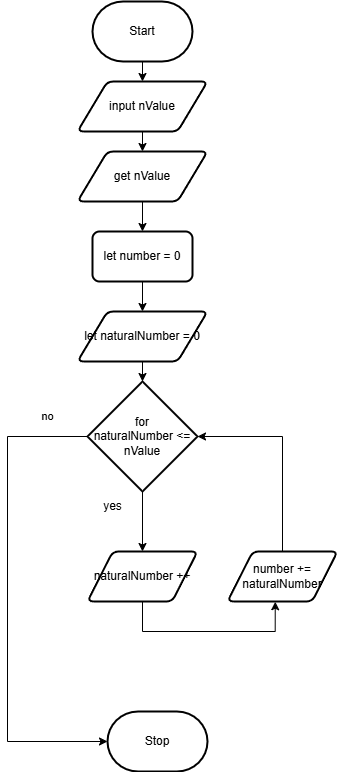 Start
input nValue
get nValue
let number = 0
let naturalNumber = 0
for
naturalNumber <=
nValue
no
yes
naturalNumber ++
number +=
naturalNumber
Stop